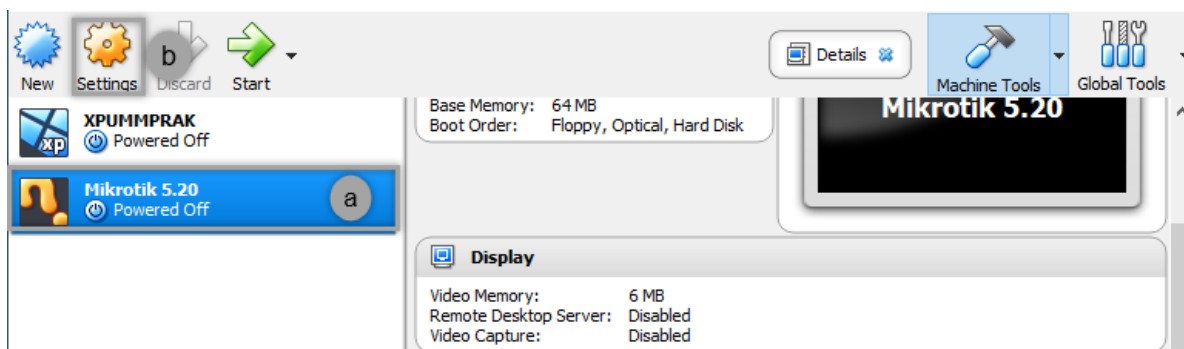 New Settings b Discard Start Details Machine Tools Global Tools
XPUMMPRAK
Powered Off
xp
Mikrotik 5.20
Powered Off
a
Base Memory: 64 MB
Boot Order: Floppy, Optical, Hard Disk
Mikrotik 5.20
Display
Video Memory: 6 MB
Remote Desktop Server: Disabled
Video Capture: Disabled